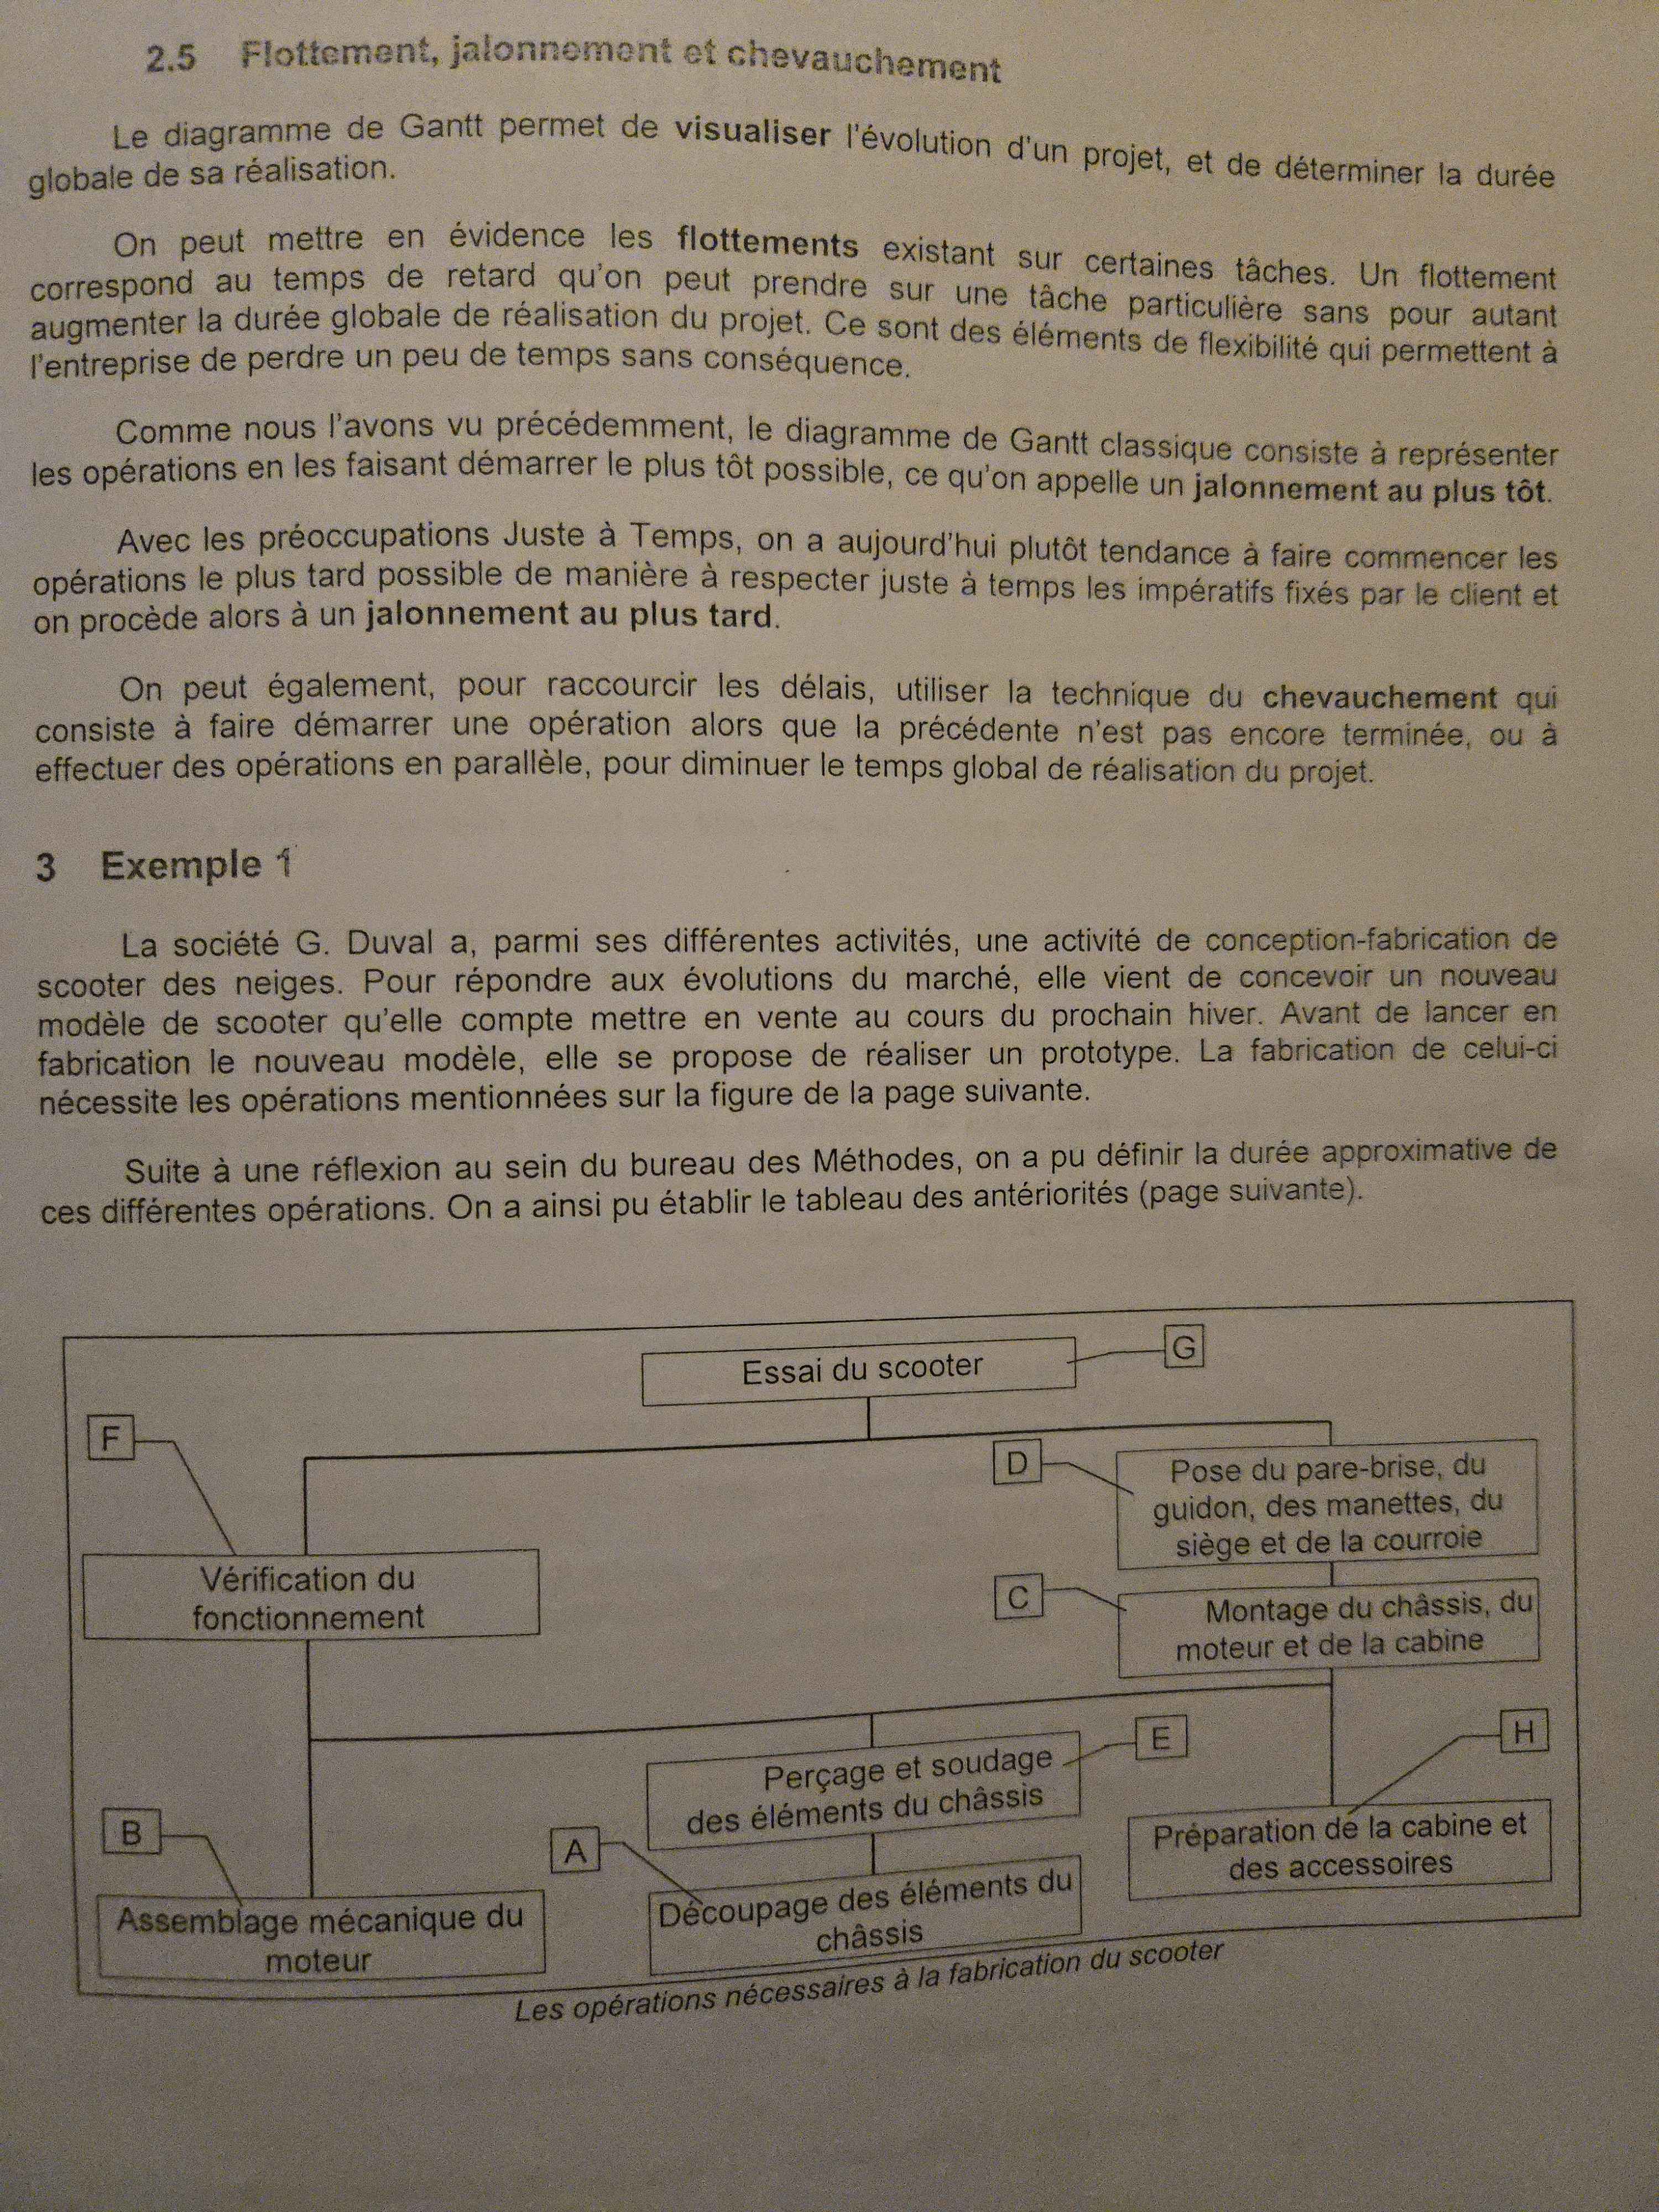 2.5 Flottement, jalonnement et chevauchement
Le diagramme de Gantt permet de visualiser l'évolution d'un projet, et de déterminer la durée
globale de sa réalisation.
On peut mettre en évidence les flottements existant sur certaines tâches. Un flottement
correspond au temps de retard qu'on peut prendre sur une tâche particulière sans pour autant
augmenter la durée globale de réalisation du projet. Ce sont des éléments de flexibilité qui permettent à
l'entreprise de perdre un peu de temps sans conséquence.
Comme nous l'avons vu précédemment, le diagramme de Gantt classique consiste à représenter
les opérations en les faisant démarrer le plus tôt possible, ce qu'on appelle un jalonnement au plus tôt.
Avec les préoccupations Juste à Temps, on a aujourd'hui plutôt tendance à faire commencer les
opérations le plus tard possible de manière à respecter juste à temps les impératifs fixés par le client et
on procède alors à un jalonnement au plus tard.
On peut également, pour raccourcir les délais, utiliser la technique du chevauchement qui
consiste à faire démarrer une opération alors que la précédente n'est pas encore terminée, ou à
effectuer des opérations en parallèle, pour diminuer le temps global de réalisation du projet.
3 Exemple 1
La société G. Duval a, parmi ses différentes activités, une activité de conception-fabrication de
scooter des neiges. Pour répondre aux évolutions du marché, elle vient de concevoir un nouveau
modèle de scooter qu'elle compte mettre en vente au cours du prochain hiver. Avant de lancer en
fabrication le nouveau modèle, elle se propose de réaliser un prototype. La fabrication de celui-ci
nécessite les opérations mentionnées sur la figure de la page suivante.
Suite à une réflexion au sein du bureau des Méthodes, on a pu définir la durée approximative de
ces différentes opérations. On a ainsi pu établir le tableau des antériorités (page suivante).
G
Essai du scooter
F
D
Pose du pare-brise, du
guidon, des manettes, du
siège et de la courroie
Vérification du
fonctionnement
C
Montage du châssis, du
moteur et de la cabine
E
H
Perçage et soudage
des éléments du châssis
B
A
Préparation de la cabine et
des accessoires
Découpage des éléments du
châssis
Assemblage mécanique du
moteur
Les opérations nécessaires à la fabrication du scooter